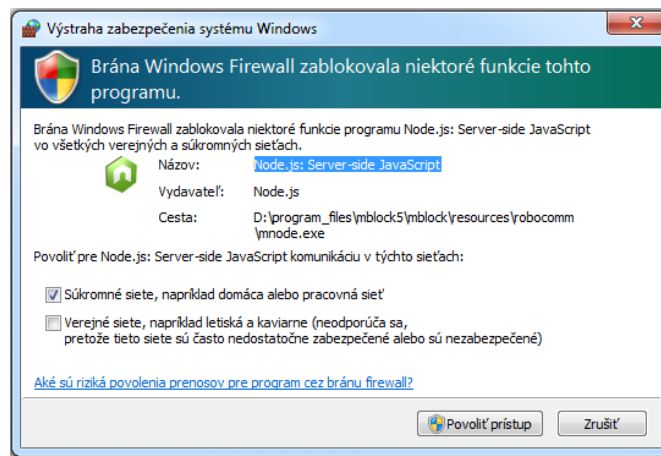 Výstraha zabezpečenia systému Windows
Brána Windows Firewall zablokovala niektoré funkcie tohto
programu.
Brána Windows Firewall zablokovala niektoré funkcie programu Node.js: Server-side JavaScript
vo všetkých verejných a súkromných sieťach.
Názov: Node.js: Server-side JavaScript
Vydavateľ: Node.js
Cesta: D:\program_files\mblock5\mblock\resources\robocomm
\mnode.exe
Povoliť pre Node.js: Server-side JavaScript komunikáciu v týchto sieťach:
Súkromné siete, napríklad domáca alebo pracovná sieť
Verejné siete, napríklad letiská a kaviarne (neodporúča sa,
pretože tieto siete sú často nedostatočne zabezpečené alebo sú nezabezpečené)
Aké sú riziká povolenia prenosov pre program cez bránu firewall?
Povoliť prístup
Zrušiť